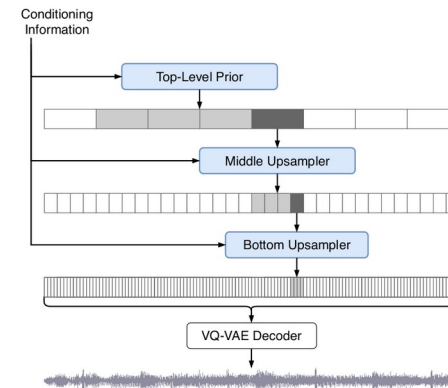 Conditioning
Information
Top-Level Prior
Middle Upsampler
Bottom Upsampler
VQ-VAE Decoder